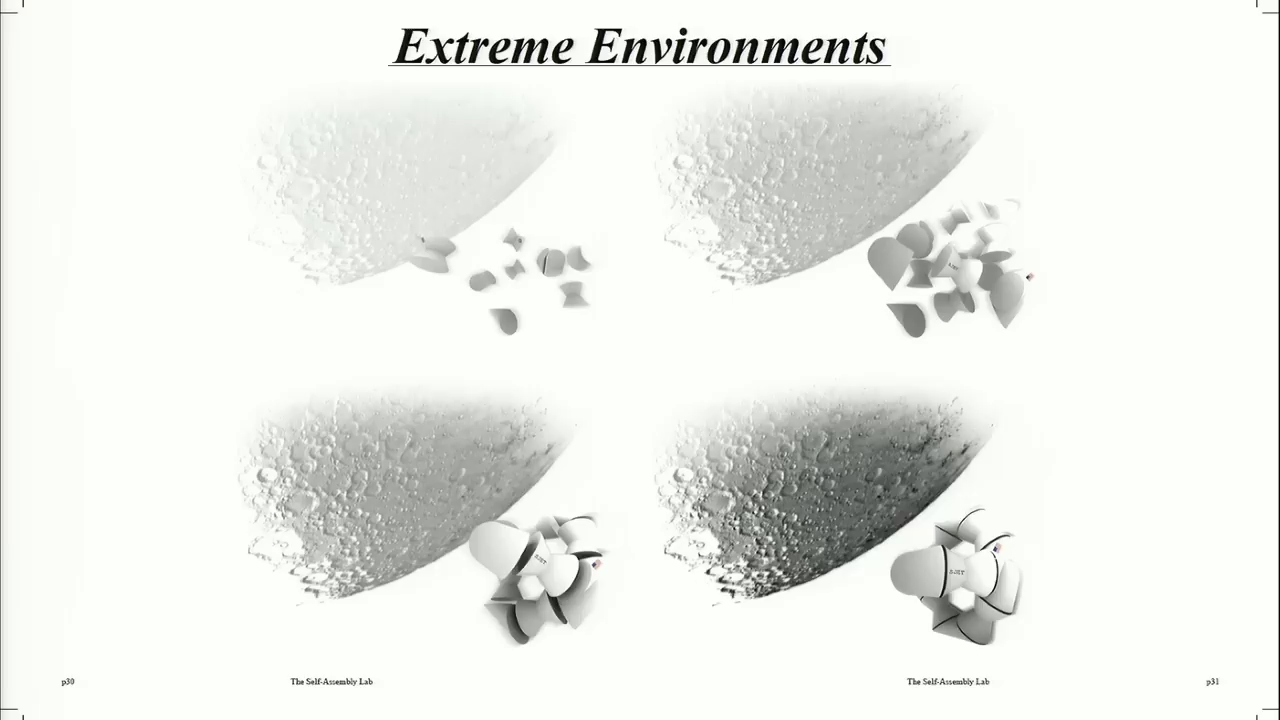 Extreme Environments
p30
The Self-Assembly Lab
The Self-Assembly Lab
p31